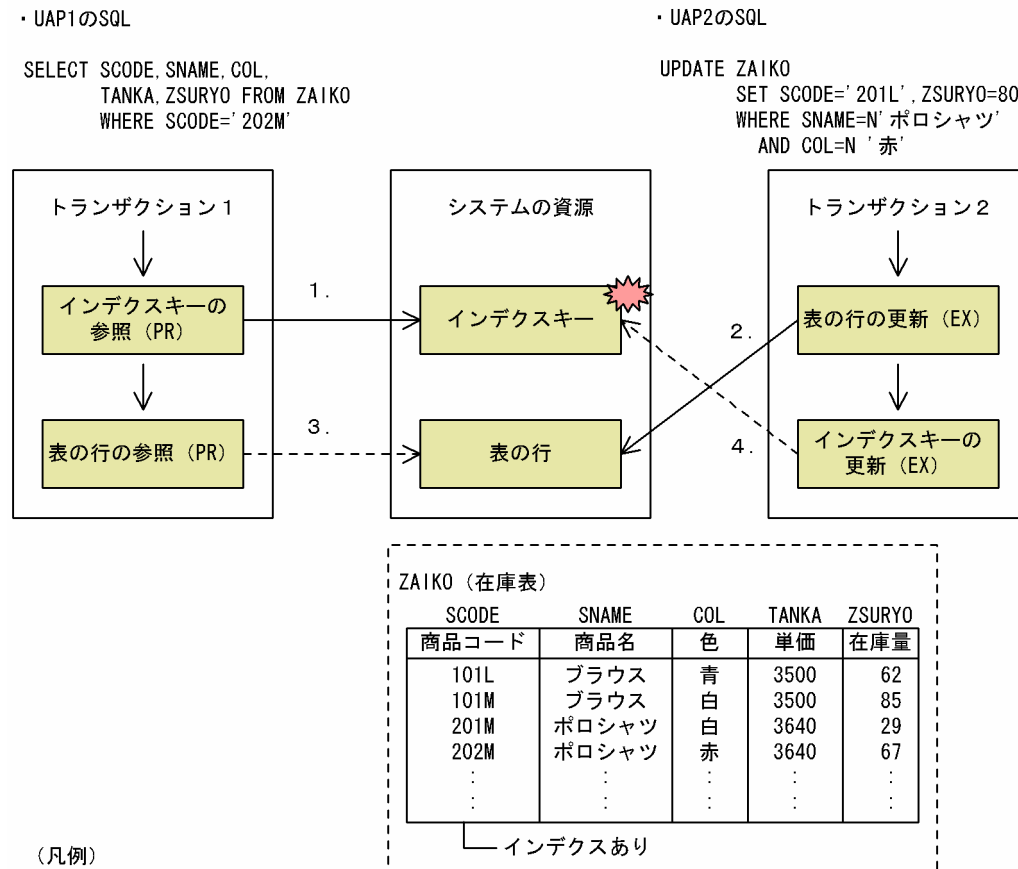 ・UAP1のSQL
SELECT SCODE,SNAME,COL,
TANKA,ZSURYO FROM ZAIKO
WHERE SCODE='202M'
・UAP2のSQL
UPDATE ZAIKO
SET SCODE='201L',ZSURYO=80
WHERE SNAME=N'ポロシャツ'
AND COL=N '赤'
トランザクション1
インデクスキーの
参照(PR)
表の行の参照(PR)
1.
3.
システムの資源
インデクスキー
表の行
2.
4.
トランザクション2
表の行の更新(EX)
インデクスキーの
更新(EX)
ZAIKO(在庫表)
SCODE SNAME COL TANKA ZSURYO
商品コード 商品名 色 単価 在庫量
101L ブラウス 青 3500 62
101M ブラウス 白 3500 85
201M ポロシャツ 白 3640 29
202M ポロシャツ 赤 3640 67
: : : : :
: : : : :
インデクスあり
(凡例)